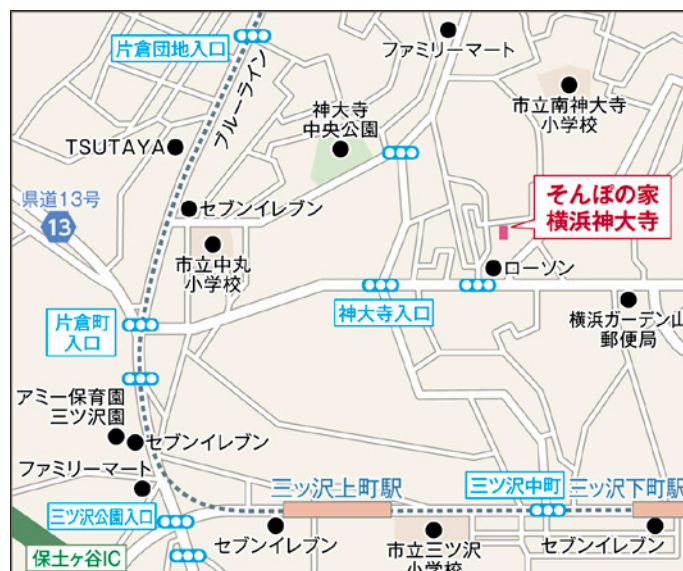 片倉団地入口
ブルーライン
ファミリーマート
市立南神大寺
小学校
神大寺
中央公園
TSUTAYA
県道13号
13
セブンイレブン
そんぽの家
横浜神大寺
市立中丸
小学校
ローソン
片倉町
入口
神大寺入口
横浜ガーデン山
郵便局
アミー保育園
三ツ沢園
セブンイレブン
ファミリーマート
三ツ沢公園入口
三ッ沢上町駅
三ツ沢中町
三ッ沢下町駅
保土ヶ谷IC
セブンイレブン
市立三ツ沢
小学校
セブンイレブン